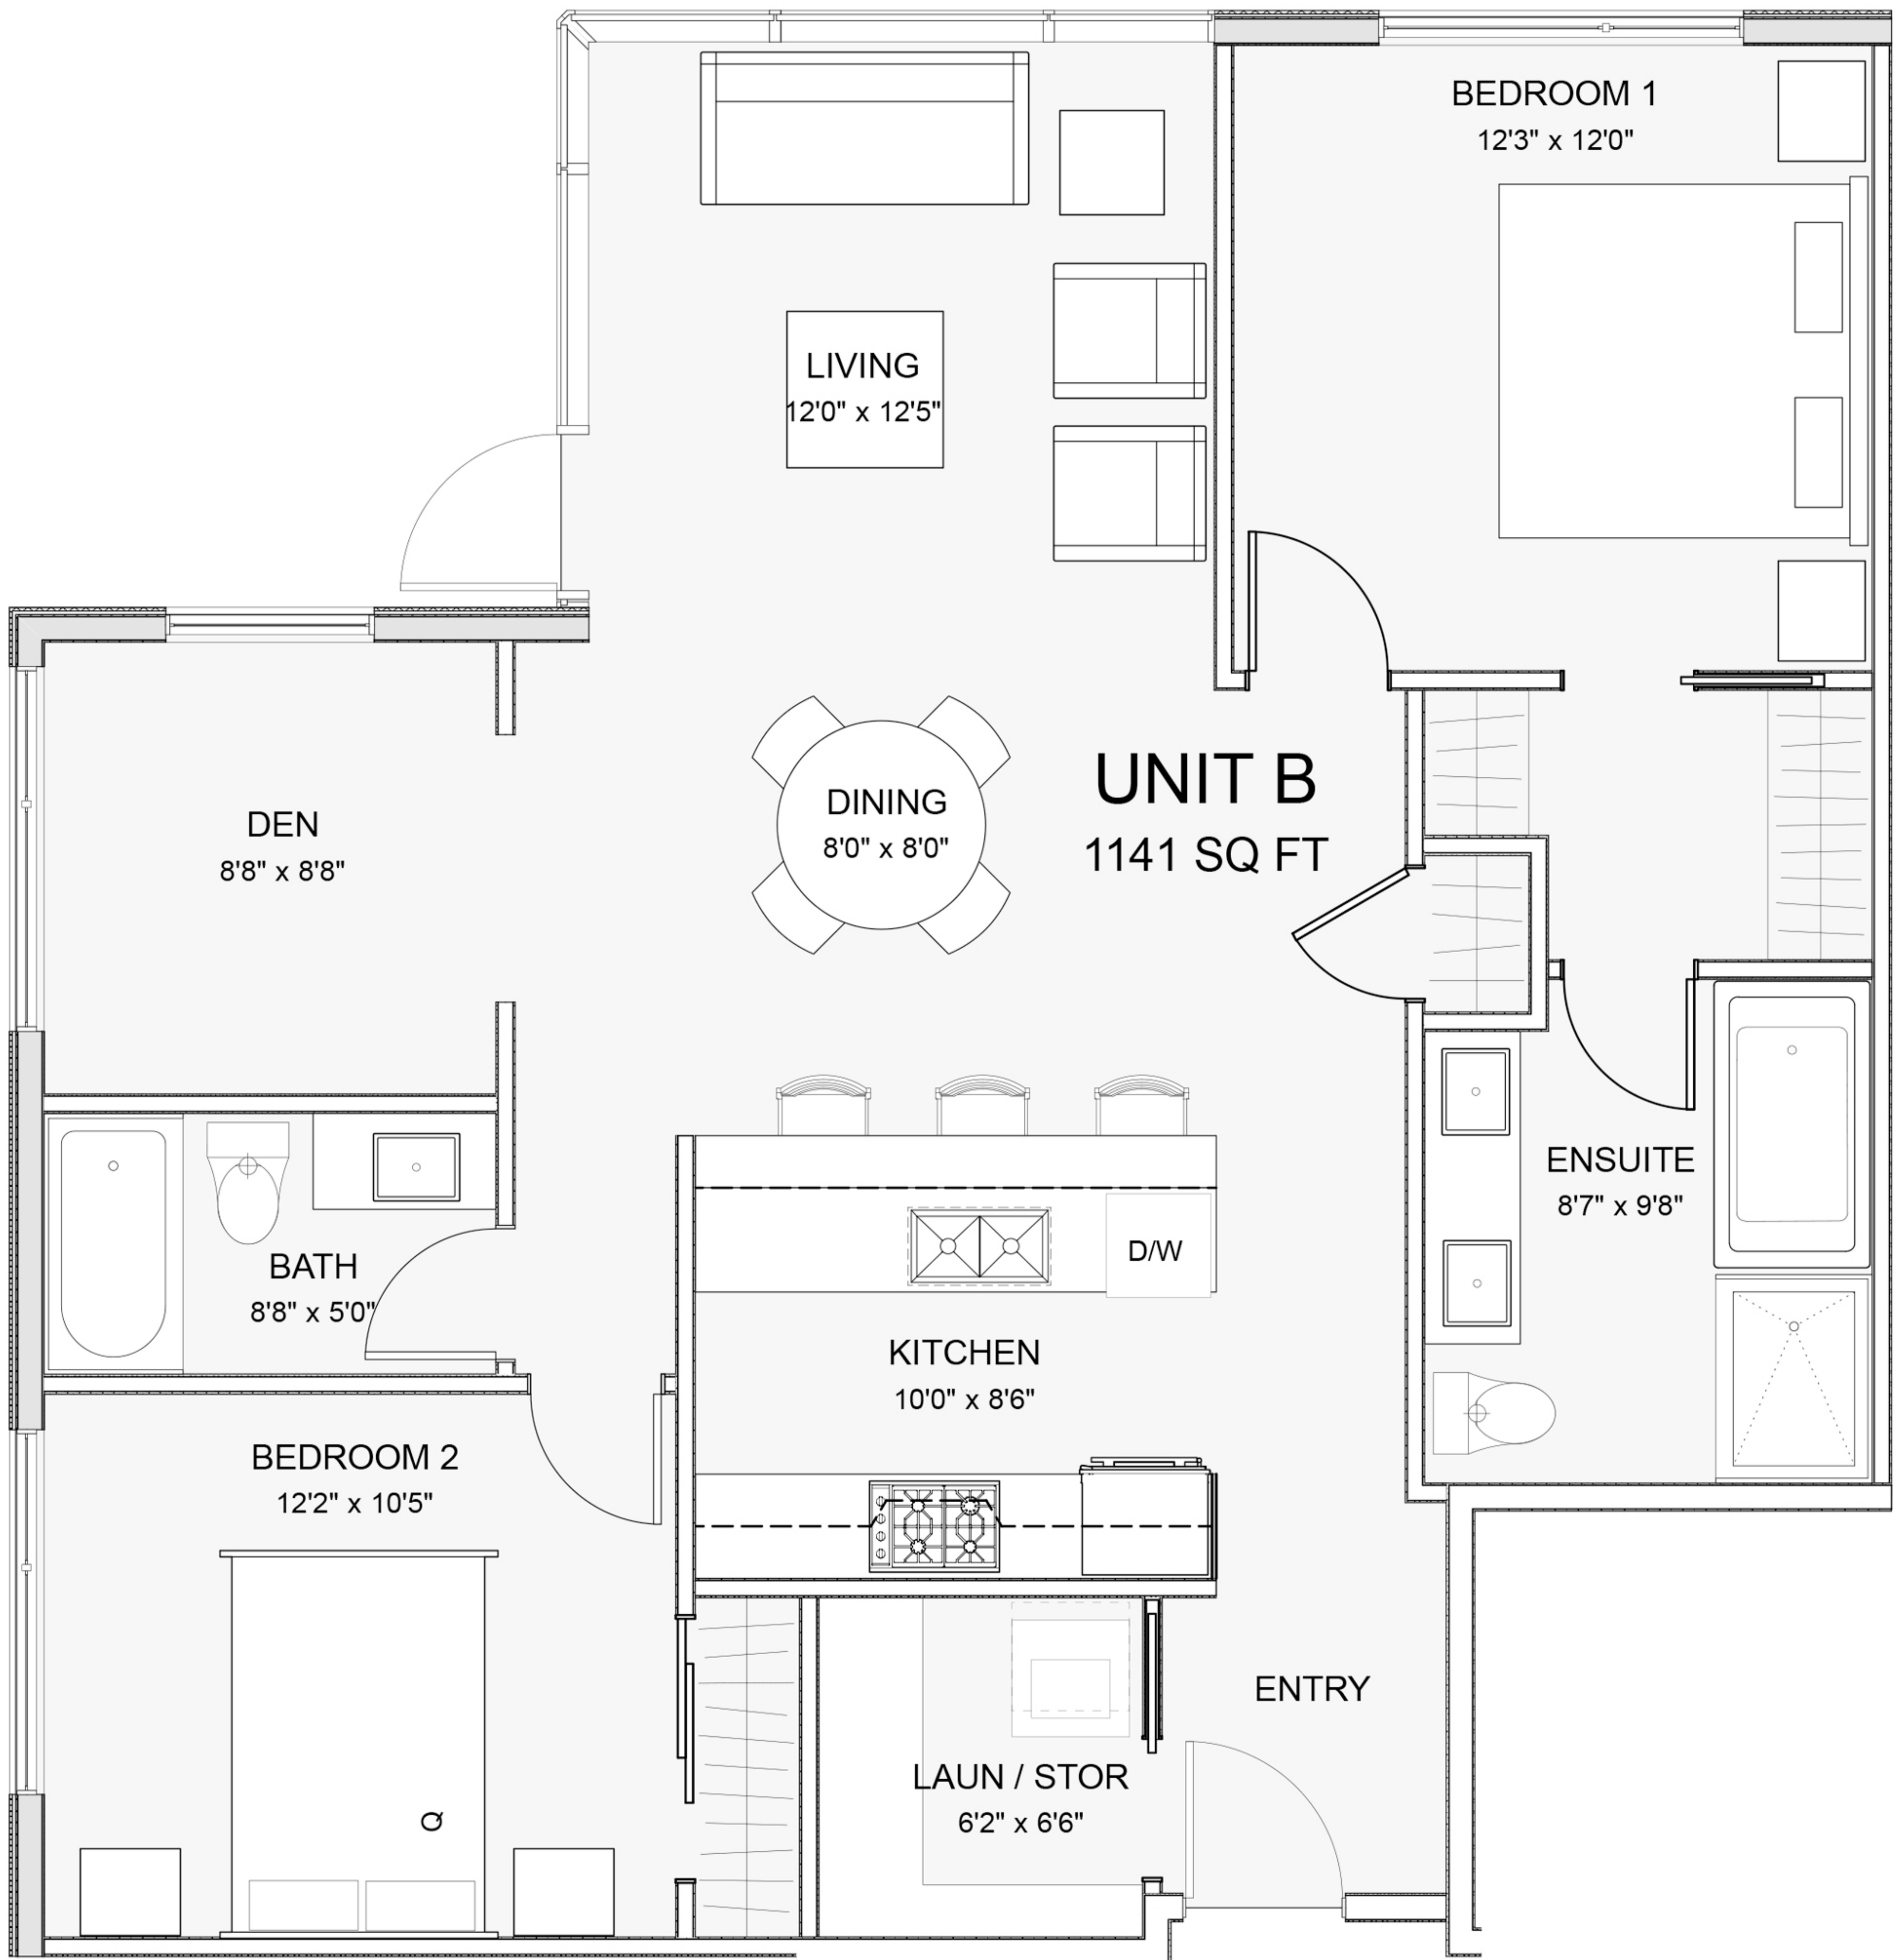 BEDROOM 1
12'3" x 12'0"
LIVING
12'0" x 12'5"
UNIT B
1141 SQ FT
DINING
8'0" x 8'0"
DEN
8'8" x 8'8"
ENSUITE
8'7" x 9'8"
D/W
BATH
8'8" x 5'0"
KITCHEN
10'0" x 8'6"
BEDROOM 2
12'2" x 10'5"
ENTRY
LAUN / STOR
6'2" x 6'6"
Q